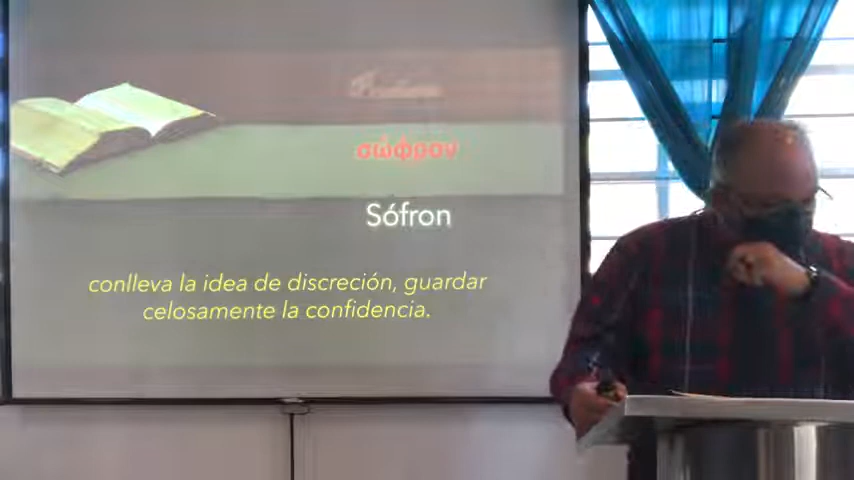 σώφρον
Sófron
conlleva la idea de discreción, guardar
celosamente la confidencia.